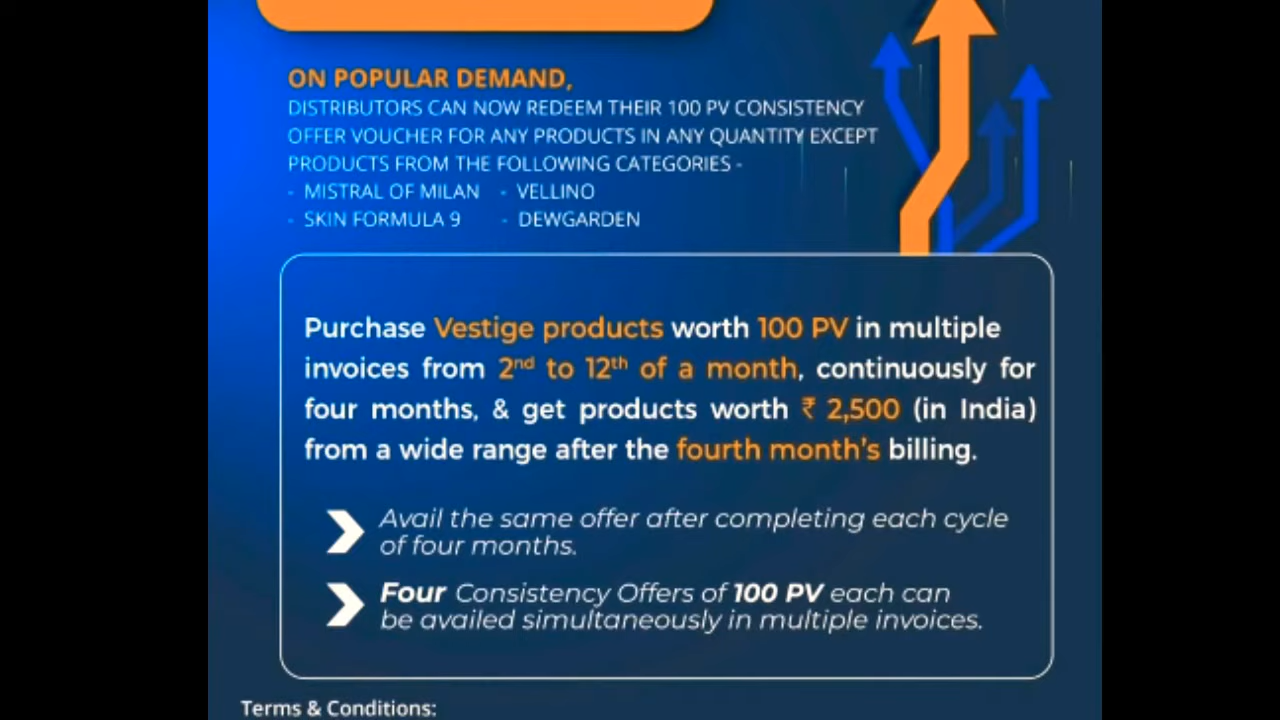 ON POPULAR DEMAND,
DISTRIBUTORS CAN NOW REDEEM THEIR 100 PV CONSISTENCY
OFFER VOUCHER FOR ANY PRODUCTS IN ANY QUANTITY EXCEPT
PRODUCTS FROM THE FOLLOWING CATEGORIES -
- MISTRAL OF MILAN - VELLINO
- SKIN FORMULA 9 - DEWGARDEN
Purchase Vestige products worth 100 PV in multiple
invoices from 2nd to 12th of a month, continuously for
four months, & get products worth ₹ 2,500 (in India)
from a wide range after the fourth month's billing.
Avail the same offer after completing each cycle
of four months.
Four Consistency Offers of 100 PV each can
be availed simultaneously in multiple invoices.
Terms & Conditions: